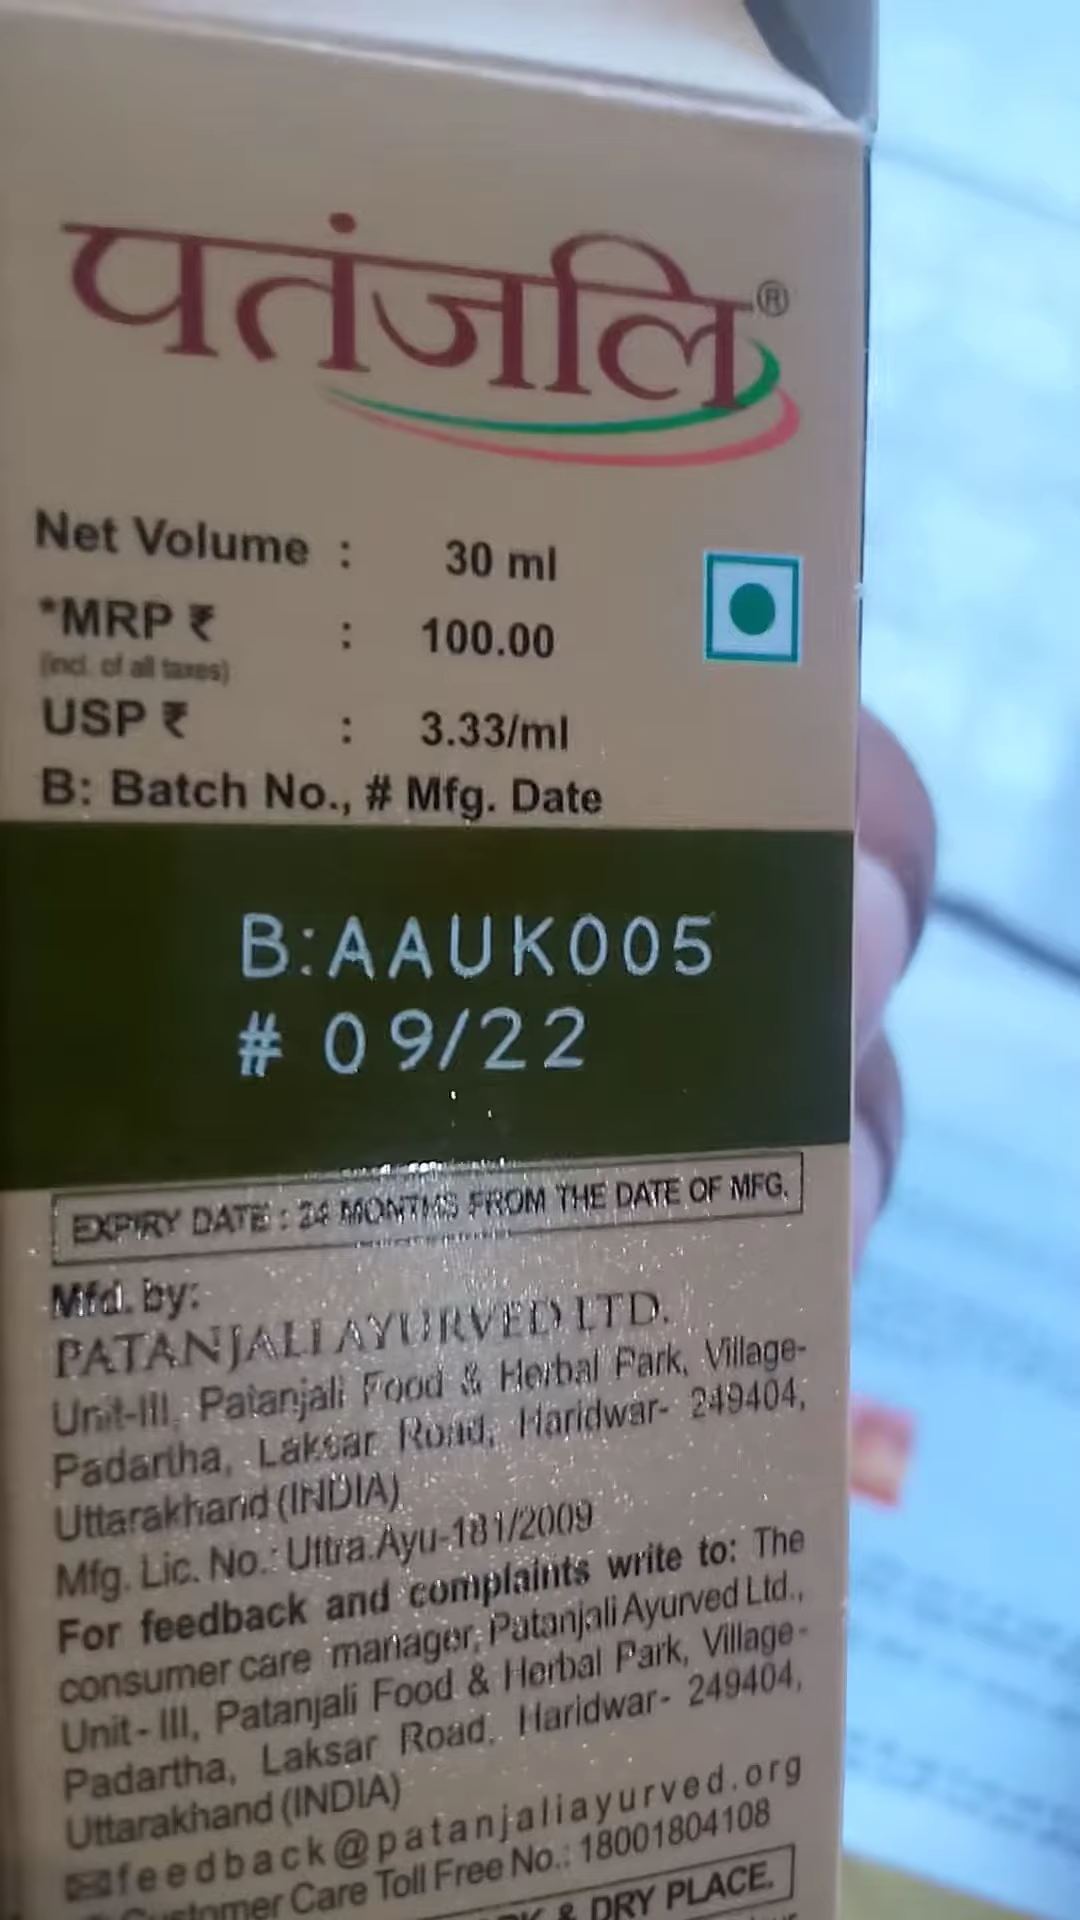 पतंजलि®
Net Volume : 30 ml
*MRP ₹ : 100.00
(incl. of all taxes)
USP ₹ : 3.33/ml
B: Batch No., # Mfg. Date
B:AAUK005
# 09/22
EXPIRY DATE : 24 MONTHS FROM THE DATE OF MFG.
Mfd. by:
PATANJALI AYURVED LTD.
Unit-III, Patanjali Food & Herbal Park, Village-
Padartha, Laksar Road, Haridwar- 249404,
Uttarakhand (INDIA)
Mfg. Lic. No.: Uttra.Ayu-181/2009
For feedback and complaints write to: The
consumer care manager, Patanjali Ayurved Ltd.,
Unit- III, Patanjali Food & Herbal Park, Village-
Padartha, Laksar Road, Haridwar- 249404,
Uttarakhand (INDIA)
feedback@patanjaliayurved.org
Customer Care Toll Free No.: 18001804108
& DRY PLACE.